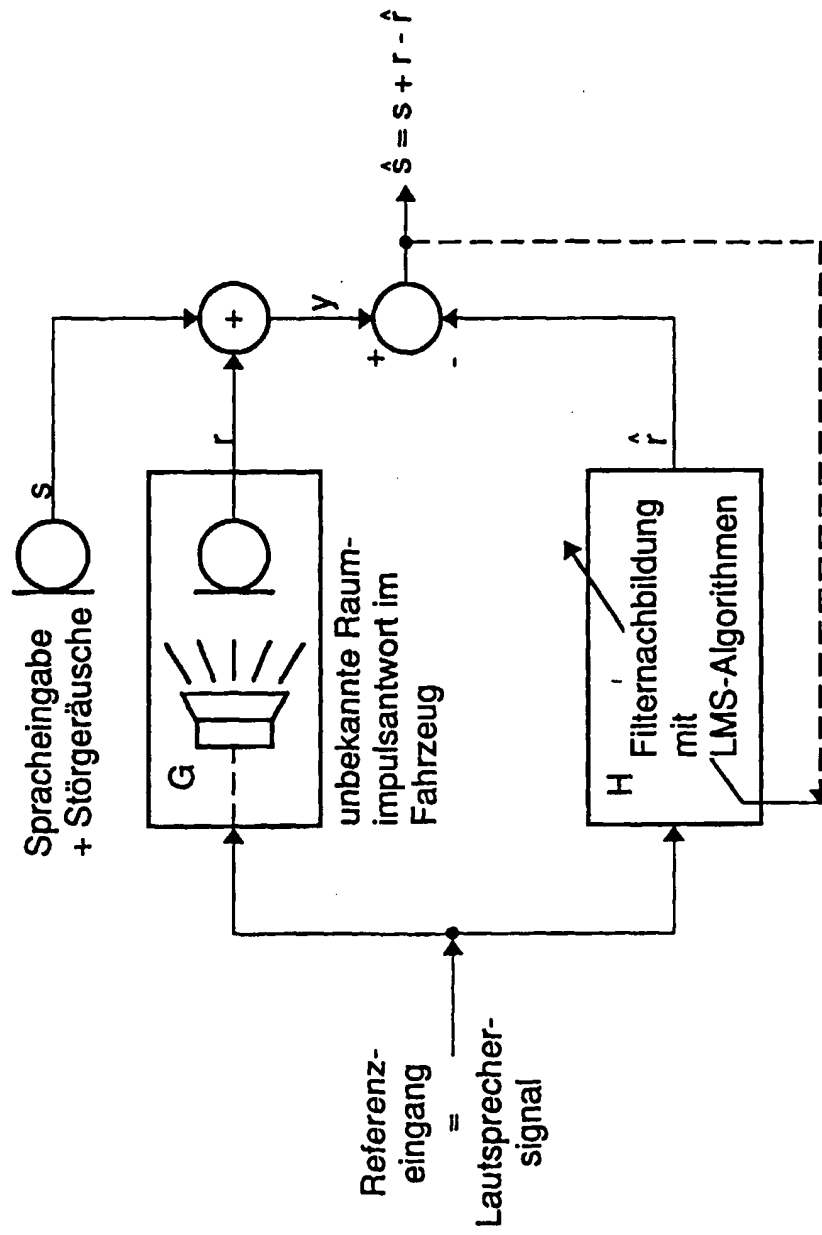 Spracheingabe
+ Störgeräusche
s
G
r
+
y
unbekannte Raum-
impulsantwort im
Fahrzeug
+
-
ŝ = s + r - r̂
Referenz-
eingang
=
Lautsprecher-
signal
H
Filternachbildung
mit
LMS-Algorithmen
r̂